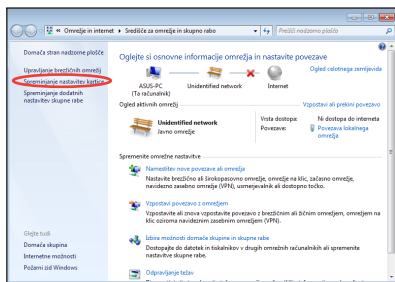 « Omrežje in internet ▸ Središče za omrežje in skupno rabo
Prešči nadzorno ploščo
Domača stran nadzorne plošče
Upravljanje brezžičnih omrežij
Spreminjanje nastavitev kartice
Spreminjanje dodatnih
nastavitev skupne rabe
Glejte tudi
Domača skupina
Internetne možnosti
Požarni zid Windows
Oglejte si osnovne informacije omrežja in nastavite povezave
Ogled celotnega zemljevida
ASUS-PC
(Ta računalnik)
Unidentified network
Internet
Ogled aktivnih omrežij
Vzpostavi ali prekini povezavo
Unidentified network
Javno omrežje
Vrsta dostopa: Ni dostopa do interneta
Povezave: Povezava lokalnega
omrežja
Spremenite omrežne nastavitve
Namestitev nove povezave ali omrežja
Nastavite brezžično ali širokopasovno omrežje, omrežje na klic, začasno omrežje,
navidezno zasebno omrežje (VPN), usmerjevalnik ali dostopno točko.
Vzpostavi povezavo z omrežjem
Vzpostavite ali znova vzpostavite povezavo z brezžičnim ali žičnim omrežjem, omrežjem na
klic oziroma navideznim zasebnim omrežjem (VPN).
Izbira možnosti domače skupine in skupne rabe
Dostopajte do datotek in tiskalnikov v drugih omrežnih računalnikih ali spremenite
nastavitve skupne rabe.
Odpravljanje težav